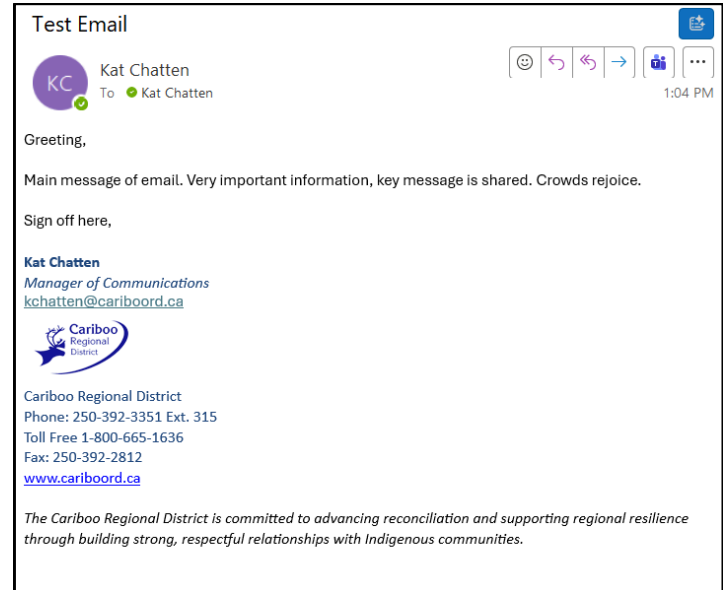 Test Email
KC
Kat Chatten
To Kat Chatten
1:04 PM
Greeting,
Main message of email. Very important information, key message is shared. Crowds rejoice.
Sign off here,
Kat Chatten
Manager of Communications
kchatten@cariboord.ca
Cariboo
Regional
District
Cariboo Regional District
Phone: 250-392-3351 Ext. 315
Toll Free 1-800-665-1636
Fax: 250-392-2812
www.cariboord.ca
The Cariboo Regional District is committed to advancing reconciliation and supporting regional resilience
through building strong, respectful relationships with Indigenous communities.